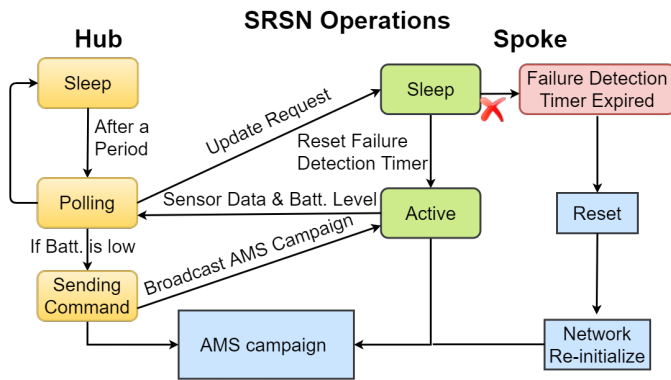 SRSN Operations
Hub
Spoke
Sleep
After a
Period
Polling
If Batt. is low
Sending
Command
Update Request
Sensor Data & Batt. Level
Broadcast AMS Campaign
AMS campaign
Sleep
Reset Failure
Detection Timer
Active
Failure Detection
Timer Expired
Reset
Network
Re-initialize